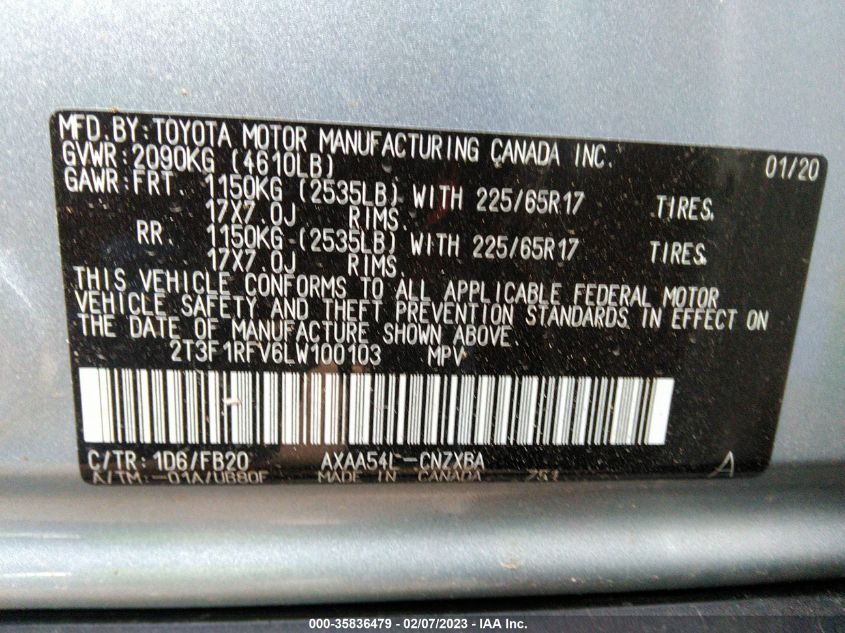 MFD.BY:TOYOTA MOTOR MANUFACTURING CANADA INC.
GVWR:2090KG (4610LB) 01/20
GAWR:FRT. 1150KG (2535LB) WITH 225/65R17 TIRES.
17X7.0J RIMS.
RR. 1150KG (2535LB) WITH 225/65R17 TIRES.
17X7.0J RIMS.
THIS VEHICLE CONFORMS TO ALL APPLICABLE FEDERAL MOTOR
VEHICLE SAFETY AND THEFT PREVENTION STANDARDS IN EFFECT ON
THE DATE OF MANUFACTURE SHOWN ABOVE.
2T3F1RFV6LW100103 MPV
C/TR: 1D6/FB20 AXAA54L-CNZXBA A
A/TM:-01A/UB80F MADE IN CANADA
000-35836479 - 02/07/2023 - IAA Inc.